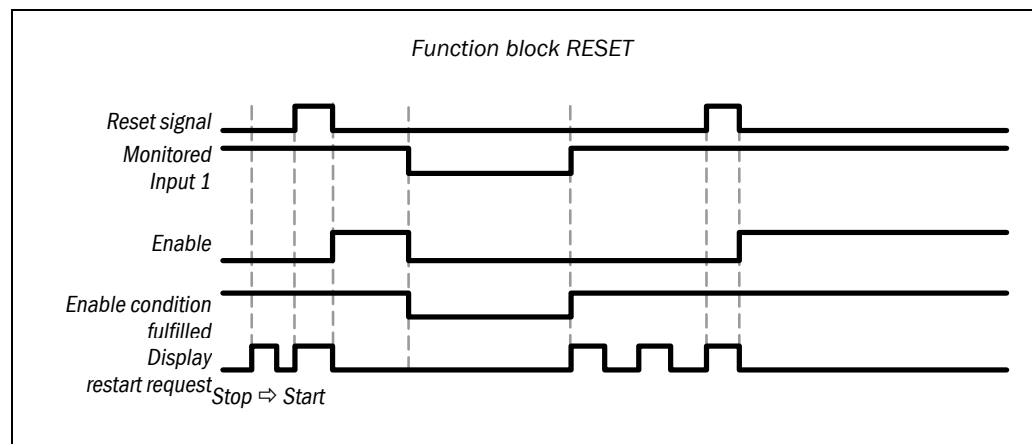 Function block RESET
Reset signal
Monitored
Input 1
Enable
Enable condition
fulfilled
Display
restart request
Stop ⇨ Start